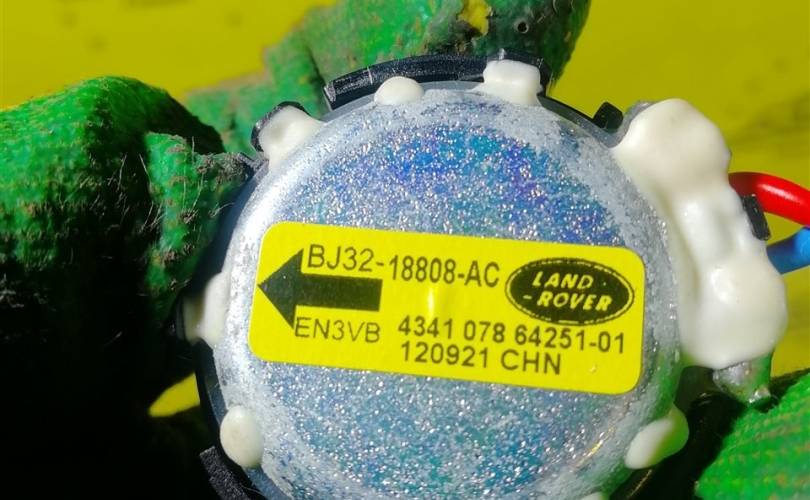 BJ32-18808-AC
LAND
-ROVER
EN3VB 4341 078 64251-01
120921 CHN